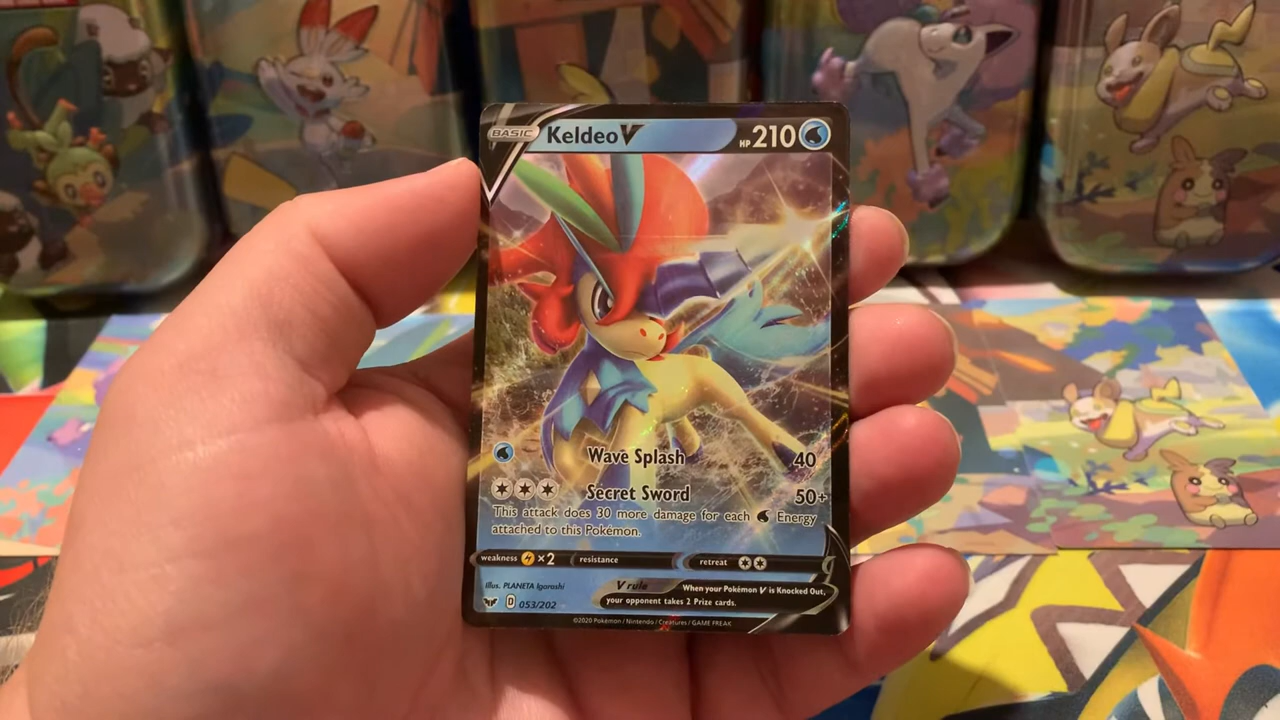 BASIC Keldeo V HP 210
Wave Splash 40
Secret Sword 50+
This attack does 30 more damage for each Energy
attached to this Pokémon.
weakness ×2 resistance retreat
Illus. PLANETA Igarashi
V rule When your Pokémon V is Knocked Out,
your opponent takes 2 Prize cards.
D 053/202
©2020 Pokémon / Nintendo / Creatures / GAME FREAK